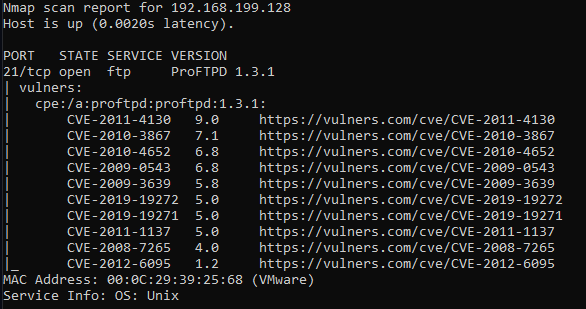 Nmap scan report for 192.168.199.128
Host is up (0.0020s latency).
PORT   STATE SERVICE VERSION
21/tcp open  ftp     ProFTPD 1.3.1
| vulners:
|   cpe:/a:proftpd:proftpd:1.3.1:
|     CVE-2011-4130   9.0   https://vulners.com/cve/CVE-2011-4130
|     CVE-2010-3867   7.1   https://vulners.com/cve/CVE-2010-3867
|     CVE-2010-4652   6.8   https://vulners.com/cve/CVE-2010-4652
|     CVE-2009-0543   6.8   https://vulners.com/cve/CVE-2009-0543
|     CVE-2009-3639   5.8   https://vulners.com/cve/CVE-2009-3639
|     CVE-2019-19272  5.0   https://vulners.com/cve/CVE-2019-19272
|     CVE-2019-19271  5.0   https://vulners.com/cve/CVE-2019-19271
|     CVE-2011-1137   5.0   https://vulners.com/cve/CVE-2011-1137
|     CVE-2008-7265   4.0   https://vulners.com/cve/CVE-2008-7265
|_    CVE-2012-6095   1.2   https://vulners.com/cve/CVE-2012-6095
MAC Address: 00:0C:29:39:25:68 (VMware)
Service Info: OS: Unix